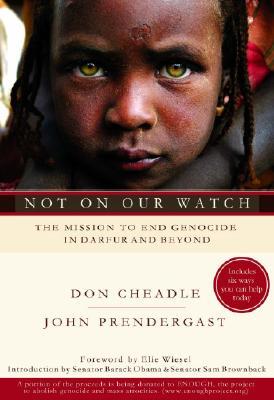 NOT ON OUR WATCH
THE MISSION TO END GENOCIDE
IN DARFUR AND BEYOND
Includes
six ways
you can help
today
DON CHEADLE
JOHN PRENDERGAST
Foreword by Elie Wiesel
Introduction by Senator Barack Obama & Senator Sam Brownback
A portion of the proceeds is being donated to ENOUGH, the project
to abolish genocide and mass atrocities. (www.enoughproject.org)